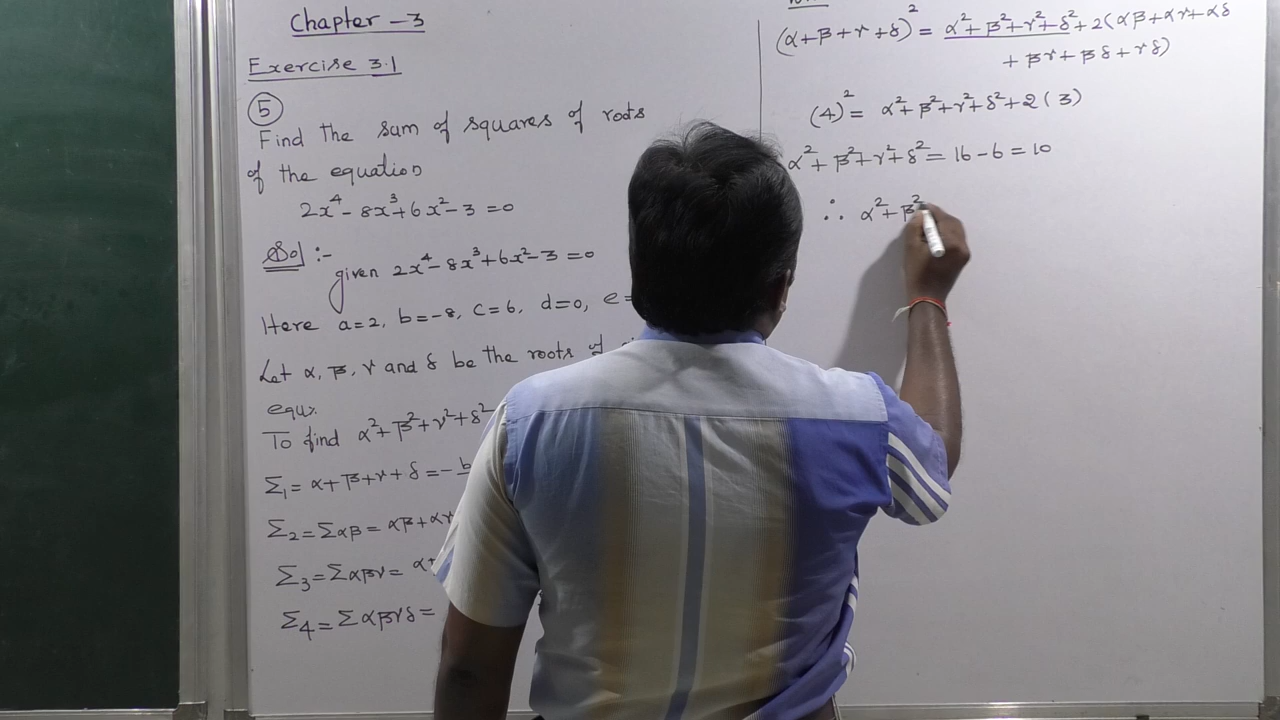 Chapter - 3
Exercise 3.1
5
Find the sum of squares of roots
of the equation
2x⁴ - 8x³ + 6x² - 3 = 0
Sol :-
given 2x⁴ - 8x³ + 6x² - 3 = 0
Here a=2, b=-8, c=6, d=0, e=
Let α, β, γ and δ be the roots of
equ.
To find α² + β² + γ² + δ²
Σ₁ = α + β + γ + δ = - b
Σ₂ = Σαβ = αβ + αγ
Σ₃ = Σαβγ = α
Σ₄ = Σαβγδ =
(α + β + γ + δ)² = α² + β² + γ² + δ² + 2(αβ + αγ + αδ
+ βγ + βδ + γδ)
(4)² = α² + β² + γ² + δ² + 2(3)
α² + β² + γ² + δ² = 16 - 6 = 10
∴ α² + β²